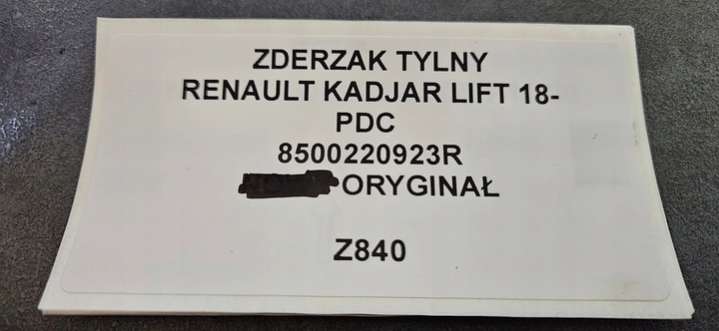 ZDERZAK TYLNY
RENAULT KADJAR LIFT 18-
PDC
8500220923R
ORYGINAŁ
Z840